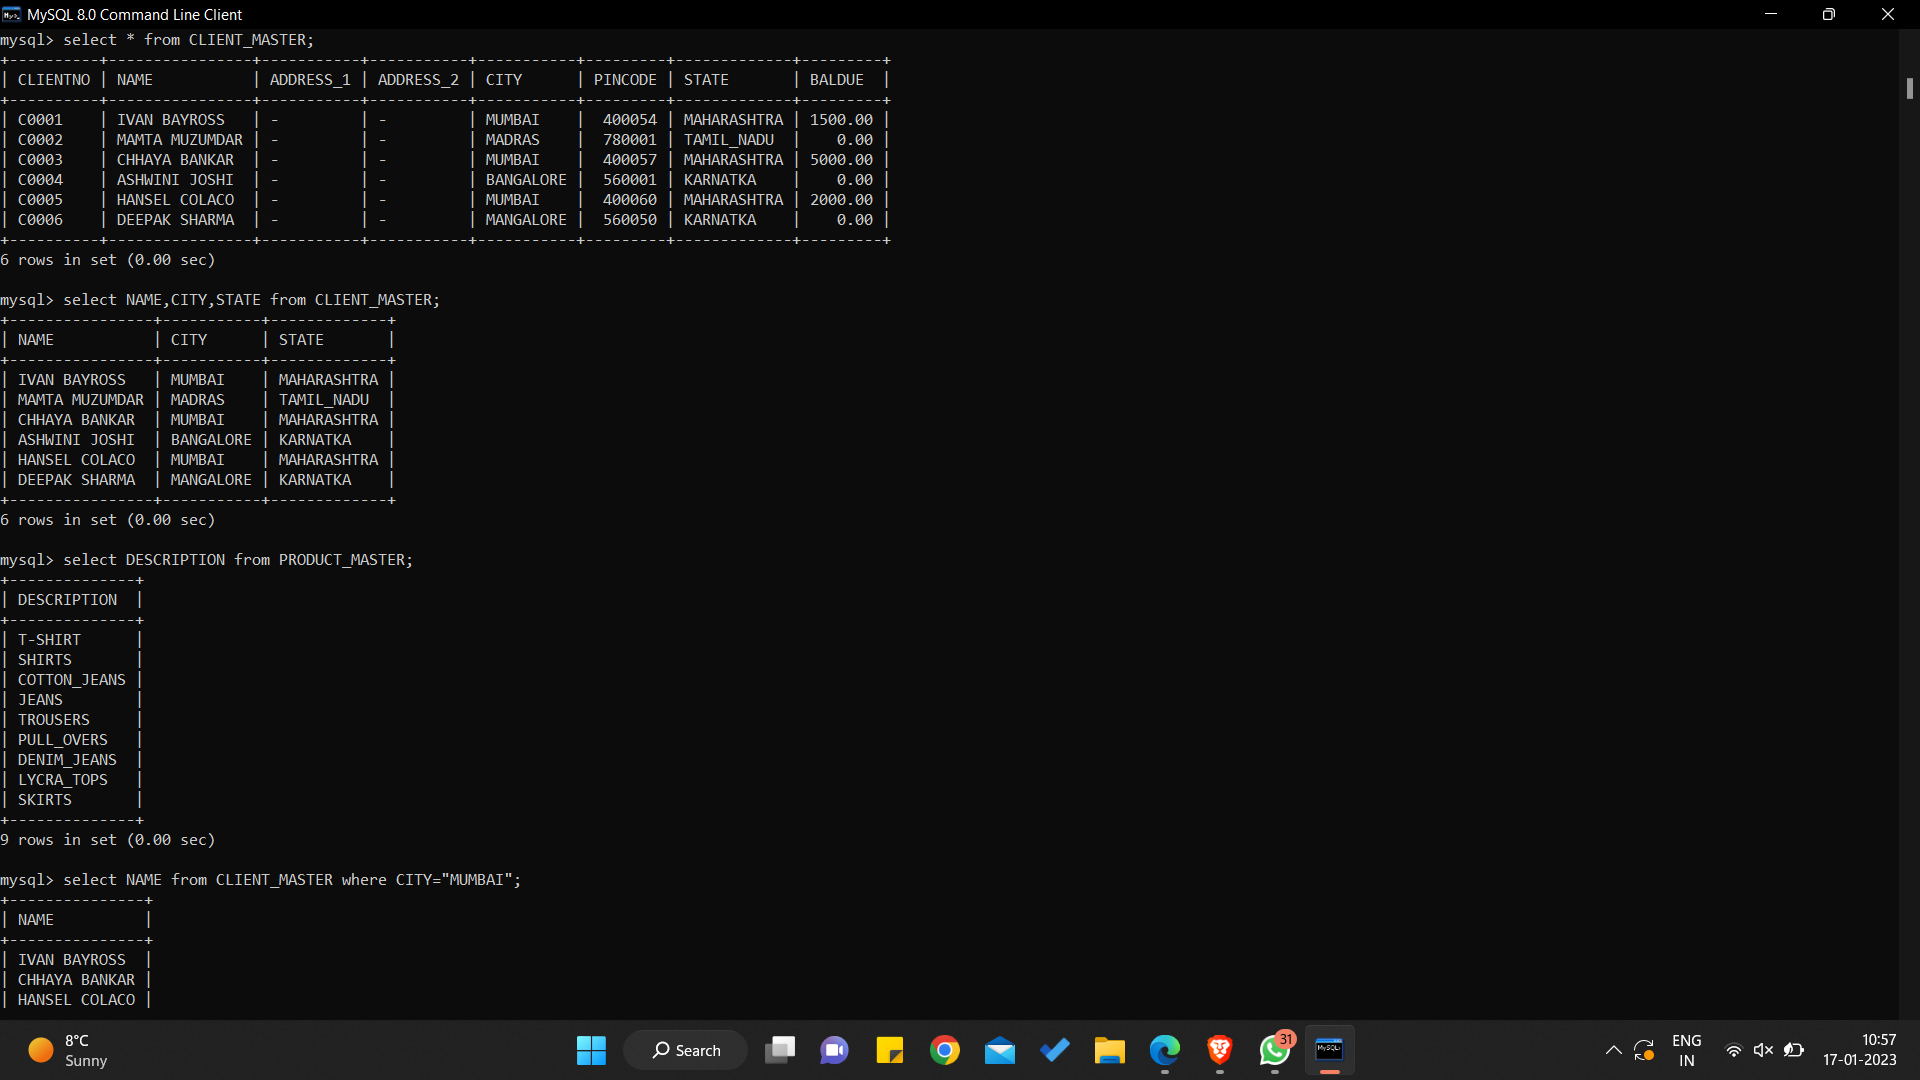 MySQL 8.0 Command Line Client
mysql> select * from CLIENT_MASTER;
+----------+----------------+-----------+-----------+-----------+---------+-------------+---------+
| CLIENTNO | NAME           | ADDRESS_1 | ADDRESS_2 | CITY      | PINCODE | STATE       | BALDUE  |
+----------+----------------+-----------+-----------+-----------+---------+-------------+---------+
| C0001    | IVAN BAYROSS   | -         | -         | MUMBAI    |  400054 | MAHARASHTRA | 1500.00 |
| C0002    | MAMTA MUZUMDAR | -         | -         | MADRAS    |  780001 | TAMIL_NADU  |    0.00 |
| C0003    | CHHAYA BANKAR  | -         | -         | MUMBAI    |  400057 | MAHARASHTRA | 5000.00 |
| C0004    | ASHWINI JOSHI  | -         | -         | BANGALORE |  560001 | KARNATKA    |    0.00 |
| C0005    | HANSEL COLACO  | -         | -         | MUMBAI    |  400060 | MAHARASHTRA | 2000.00 |
| C0006    | DEEPAK SHARMA  | -         | -         | MANGALORE |  560050 | KARNATKA    |    0.00 |
+----------+----------------+-----------+-----------+-----------+---------+-------------+---------+
6 rows in set (0.00 sec)
mysql> select NAME,CITY,STATE from CLIENT_MASTER;
+----------------+-----------+-------------+
| NAME           | CITY      | STATE       |
+----------------+-----------+-------------+
| IVAN BAYROSS   | MUMBAI    | MAHARASHTRA |
| MAMTA MUZUMDAR | MADRAS    | TAMIL_NADU  |
| CHHAYA BANKAR  | MUMBAI    | MAHARASHTRA |
| ASHWINI JOSHI  | BANGALORE | KARNATKA    |
| HANSEL COLACO  | MUMBAI    | MAHARASHTRA |
| DEEPAK SHARMA  | MANGALORE | KARNATKA    |
+----------------+-----------+-------------+
6 rows in set (0.00 sec)
mysql> select DESCRIPTION from PRODUCT_MASTER;
+--------------+
| DESCRIPTION  |
+--------------+
| T-SHIRT      |
| SHIRTS       |
| COTTON_JEANS |
| JEANS        |
| TROUSERS     |
| PULL_OVERS   |
| DENIM_JEANS  |
| LYCRA_TOPS   |
| SKIRTS       |
+--------------+
9 rows in set (0.00 sec)
mysql> select NAME from CLIENT_MASTER where CITY="MUMBAI";
+---------------+
| NAME          |
+---------------+
| IVAN BAYROSS  |
| CHHAYA BANKAR |
| HANSEL COLACO |
8°C
Sunny
Search
31
MySQL
ENG
IN
10:57
17-01-2023